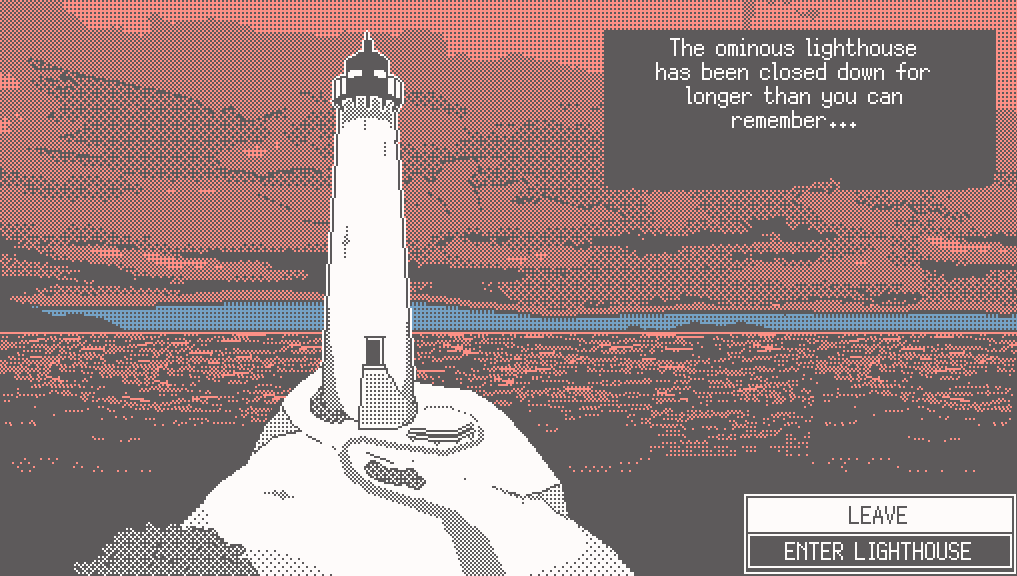 The ominous lighthouse
has been closed down for
longer than you can
remember...
LEAVE
ENTER LIGHTHOUSE